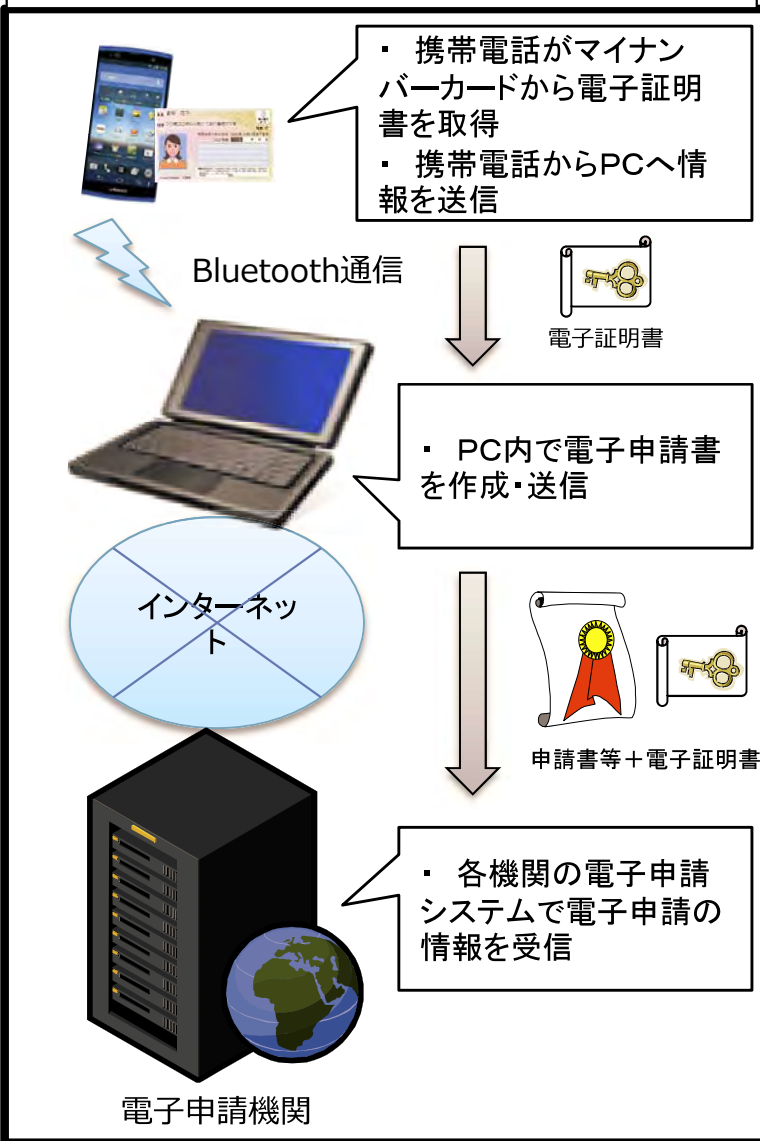 ・ 携帯電話がマイナン
バーカードから電子証明
書を取得
・ 携帯電話からPCへ情
報を送信
Bluetooth通信
電子証明書
・ PC内で電子申請書
を作成・送信
インターネッ
ト
申請書等＋電子証明書
・ 各機関の電子申請
システムで電子申請の
情報を受信
電子申請機関